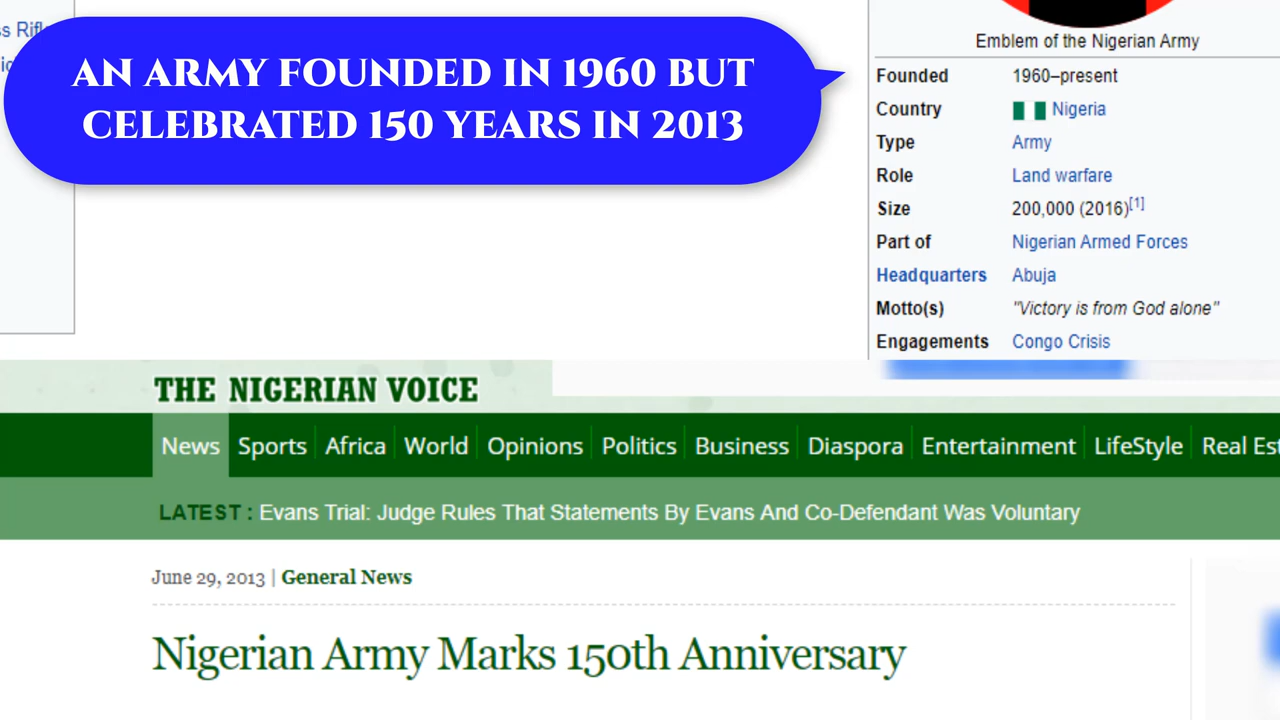 AN ARMY FOUNDED IN 1960 BUT
CELEBRATED 150 YEARS IN 2013
Emblem of the Nigerian Army
Founded 1960–present
Country Nigeria
Type Army
Role Land warfare
Size 200,000 (2016)[1]
Part of Nigerian Armed Forces
Headquarters Abuja
Motto(s) "Victory is from God alone"
Engagements Congo Crisis
THE NIGERIAN VOICE
News Sports Africa World Opinions Politics Business Diaspora Entertainment LifeStyle Real Est
LATEST : Evans Trial: Judge Rules That Statements By Evans And Co-Defendant Was Voluntary
June 29, 2013 | General News
Nigerian Army Marks 150th Anniversary